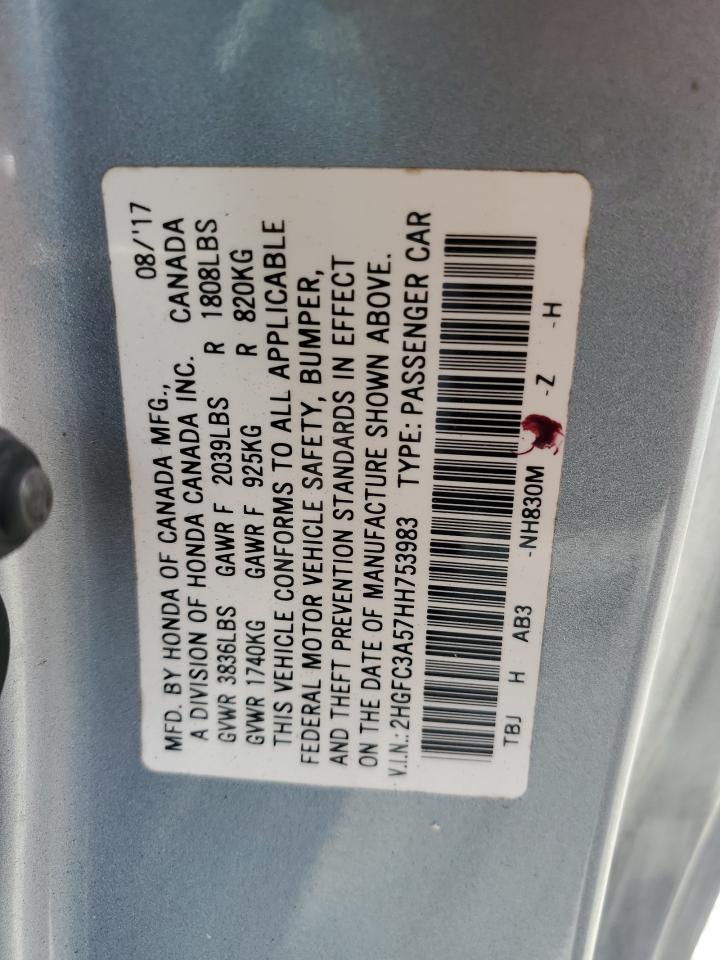 MFD. BY HONDA OF CANADA MFG., 08/'17
A DIVISION OF HONDA CANADA INC. CANADA
GVWR 3836LBS GAWR F 2039LBS R 1808LBS
GVWR 1740KG GAWR F 925KG R 820KG
THIS VEHICLE CONFORMS TO ALL APPLICABLE
FEDERAL MOTOR VEHICLE SAFETY, BUMPER,
AND THEFT PREVENTION STANDARDS IN EFFECT
ON THE DATE OF MANUFACTURE SHOWN ABOVE.
V.I.N.: 2HGFC3A57HH753983 TYPE: PASSENGER CAR
TBJ H AB3 -NH830M -Z -H